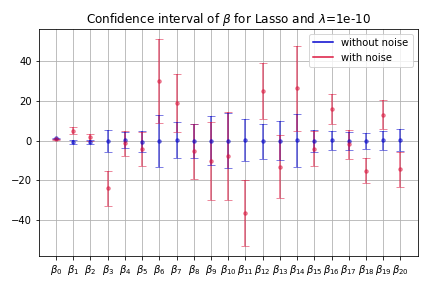 Confidence interval of β for Lasso and λ=1e-10
without noise
with noise
40
20
0
−20
−40
β₀ β₁ β₂ β₃ β₄ β₅ β₆ β₇ β₈ β₉ β₁₀ β₁₁ β₁₂ β₁₃ β₁₄ β₁₅ β₁₆ β₁₇ β₁₈ β₁₉ β₂₀